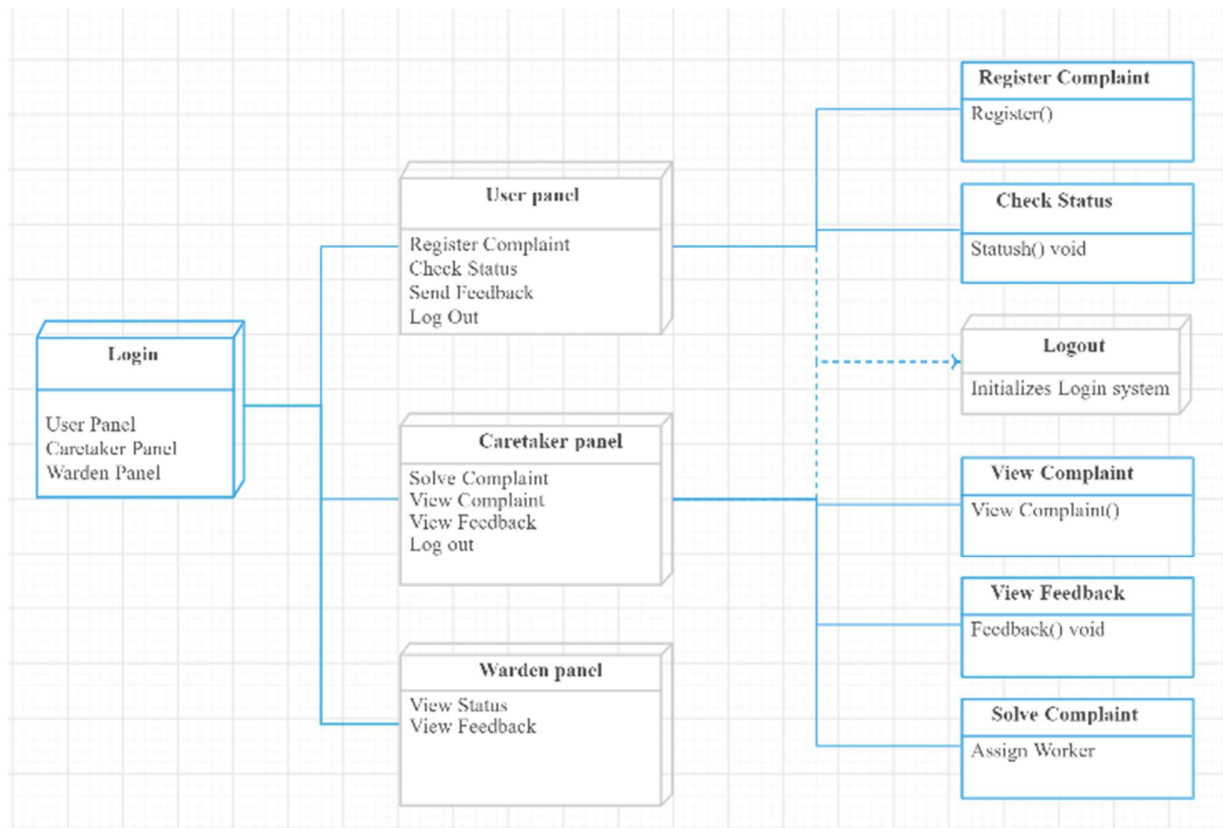 Login
User Panel
Caretaker Panel
Warden Panel
User panel
Register Complaint
Check Status
Send Feedback
Log Out
Caretaker panel
Solve Complaint
View Complaint
View Feedback
Log out
Warden panel
View Status
View Feedback
Register Complaint
Register()
Check Status
Statush() void
Logout
Initializes Login system
View Complaint
View Complaint()
View Feedback
Feedback() void
Solve Complaint
Assign Worker